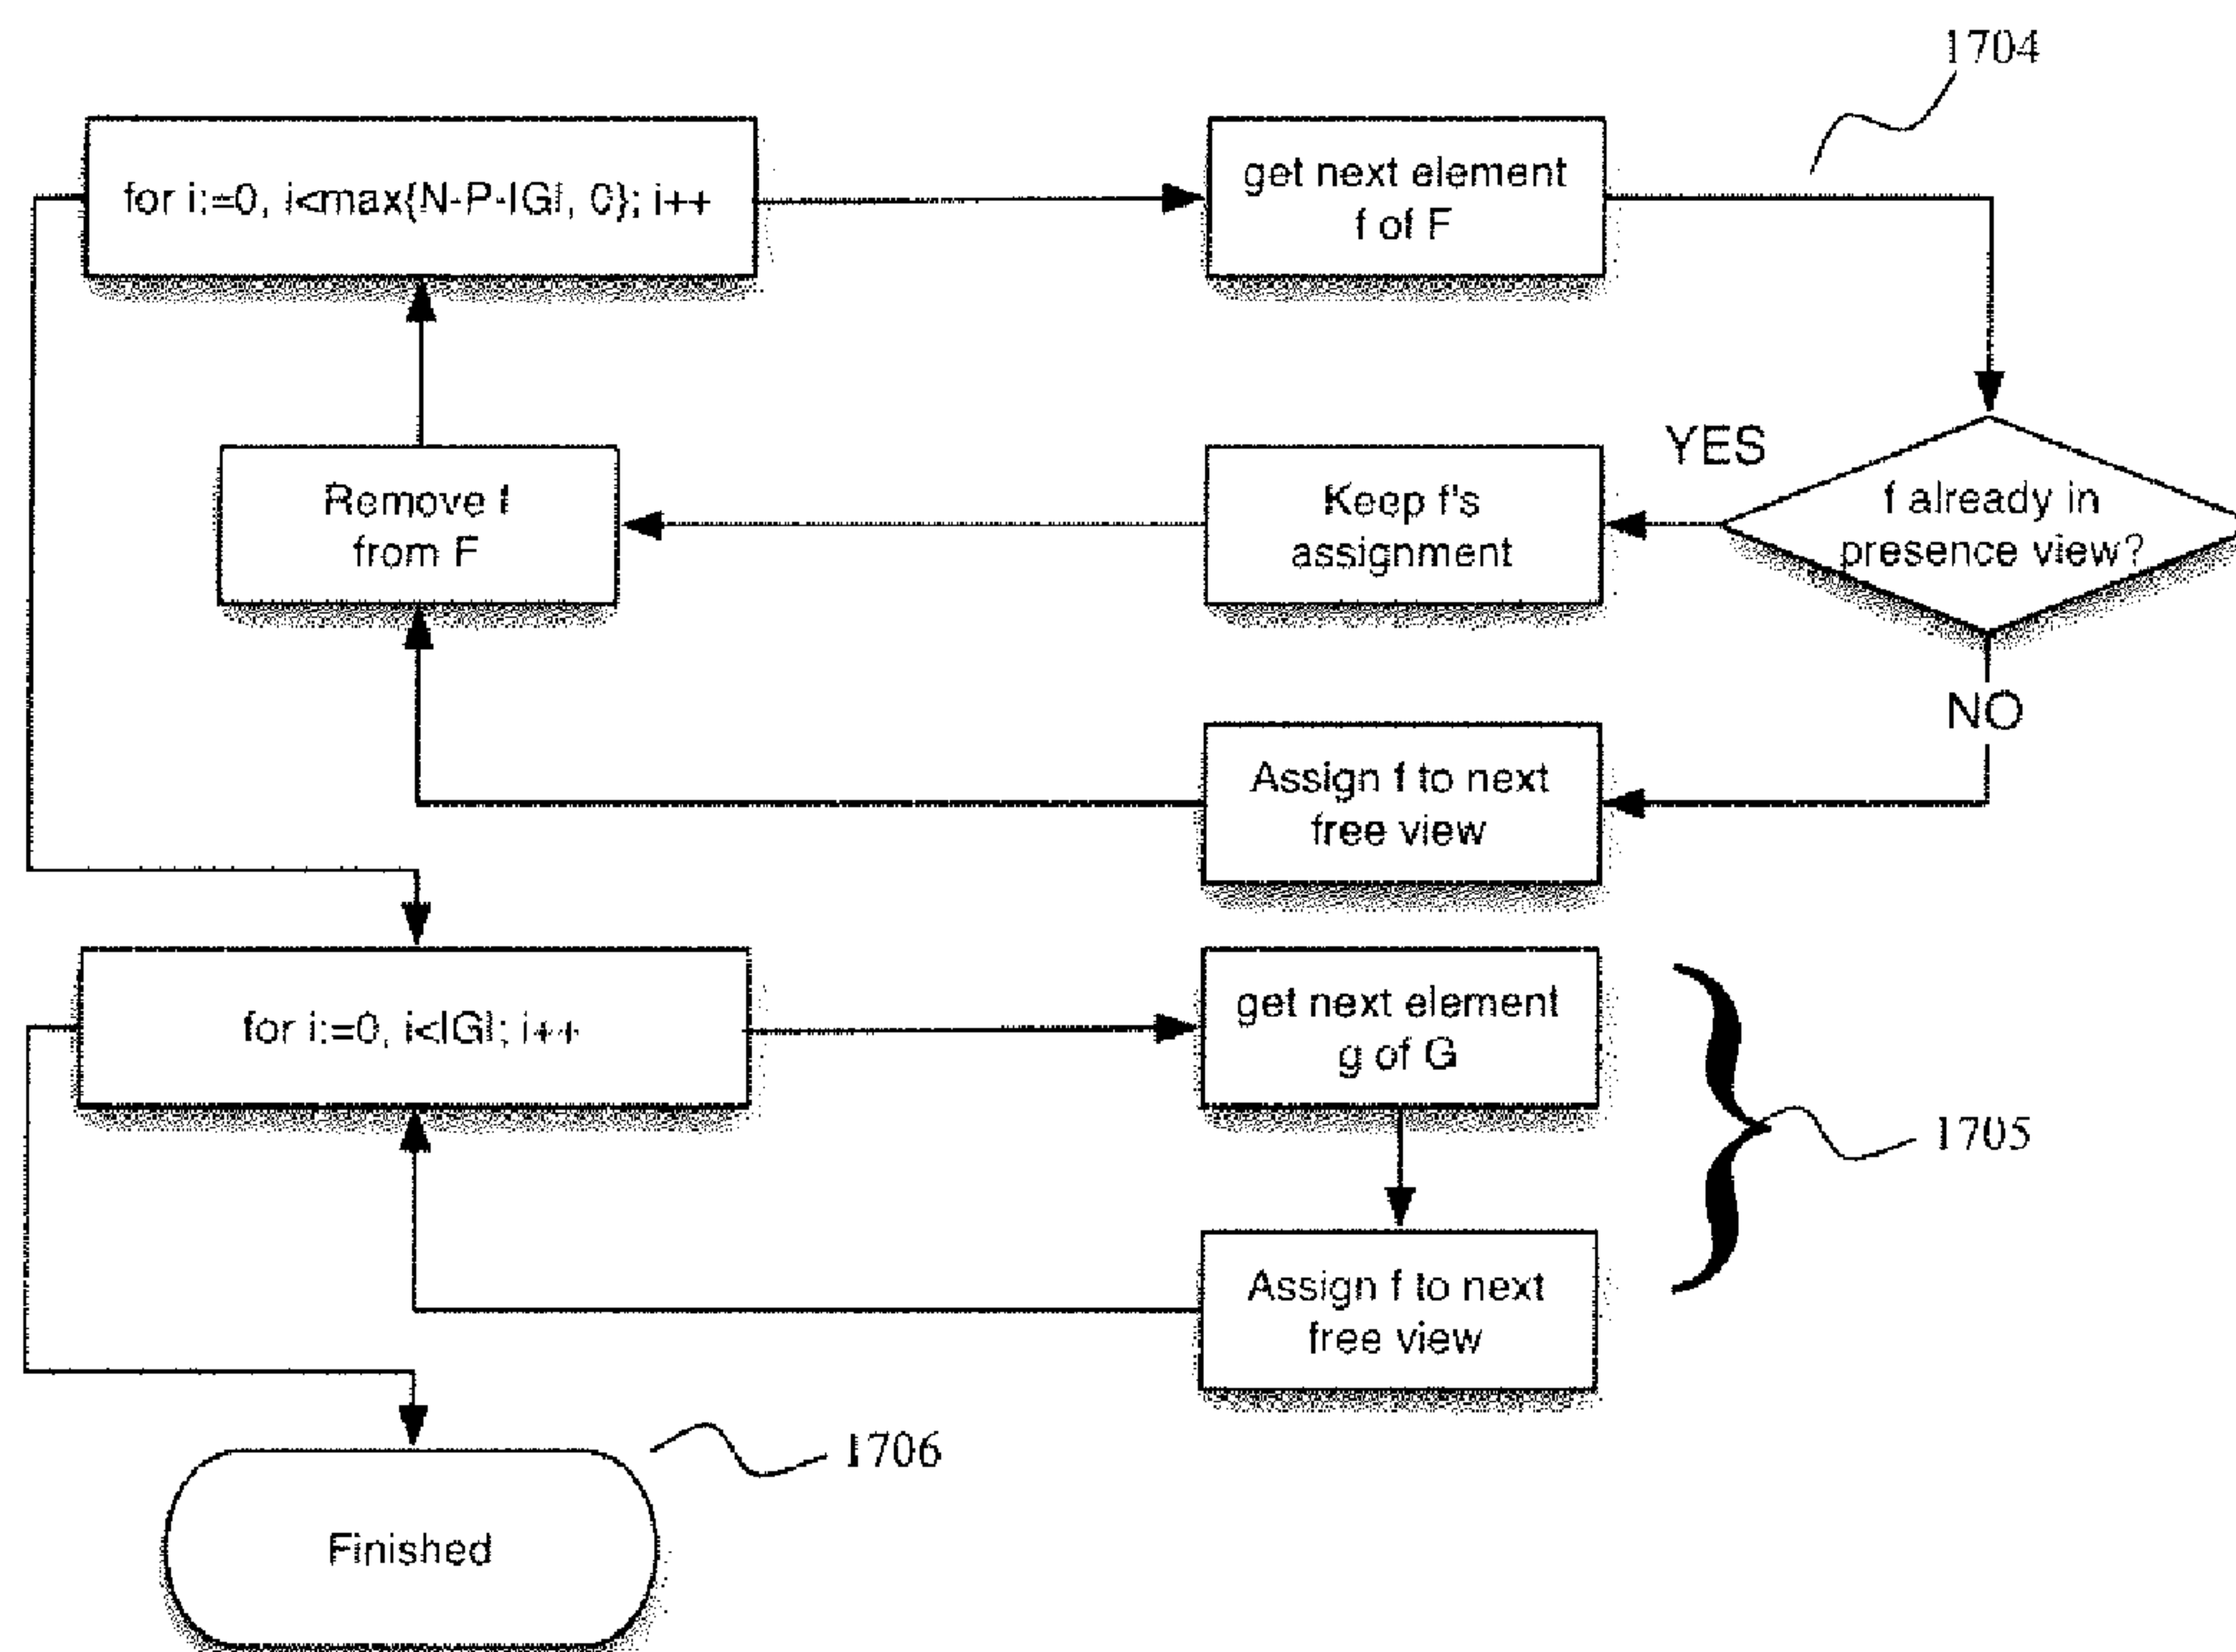 1704
for i:=0, i<max{N-P-|G|, 0}; i++
get next element
f of F
YES
Remove f
from F
Keep f's
assignment
f already in
presence view?
NO
Assign f to next
free view
for i:=0, i<|G|; i++
get next element
g of G
1705
Assign f to next
free view
1706
Finished